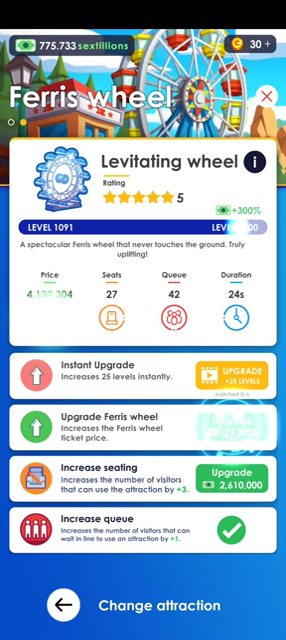 775.733 sextillions
30 +
Ferris wheel
Levitating wheel i
Rating
5
+300%
LEVEL 1091
A spectacular Ferris wheel that never touches the ground. Truly
uplifting!
Price Seats Queue Duration
27 42 24s
Instant Upgrade
Increases 25 levels instantly.
UPGRADE
+25 LEVELS
Upgrade Ferris wheel
Increases the Ferris wheel
ticket price.
Upgrade
Increase seating
Increases the number of visitors
that can use the attraction by +3.
Upgrade
2,610,000
Increase queue
Increases the number of visitors that can
wait in line to use an attraction by +1.
Change attraction